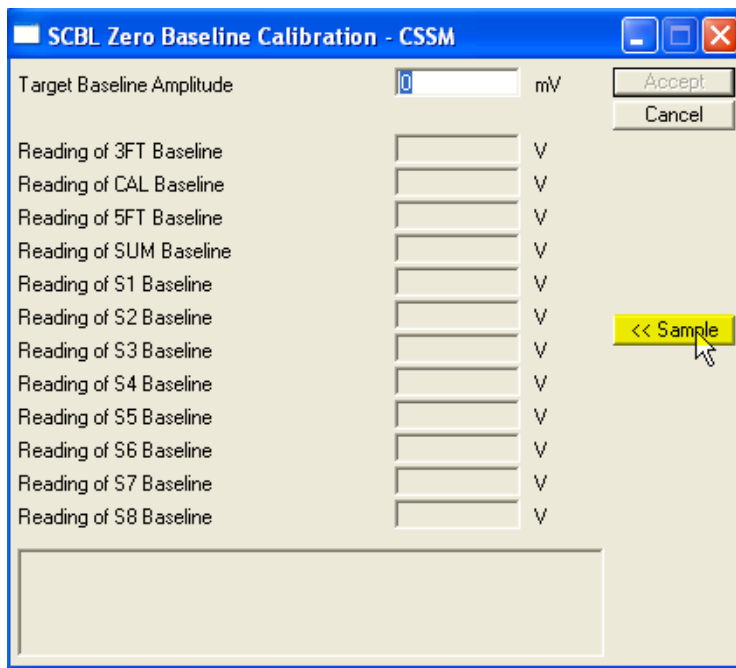 SCBL Zero Baseline Calibration - CSSM
Target Baseline Amplitude 0 mV Accept
Cancel
Reading of 3FT Baseline V
Reading of CAL Baseline V
Reading of 5FT Baseline V
Reading of SUM Baseline V
Reading of S1 Baseline V
Reading of S2 Baseline V
<< Sample
Reading of S3 Baseline V
Reading of S4 Baseline V
Reading of S5 Baseline V
Reading of S6 Baseline V
Reading of S7 Baseline V
Reading of S8 Baseline V